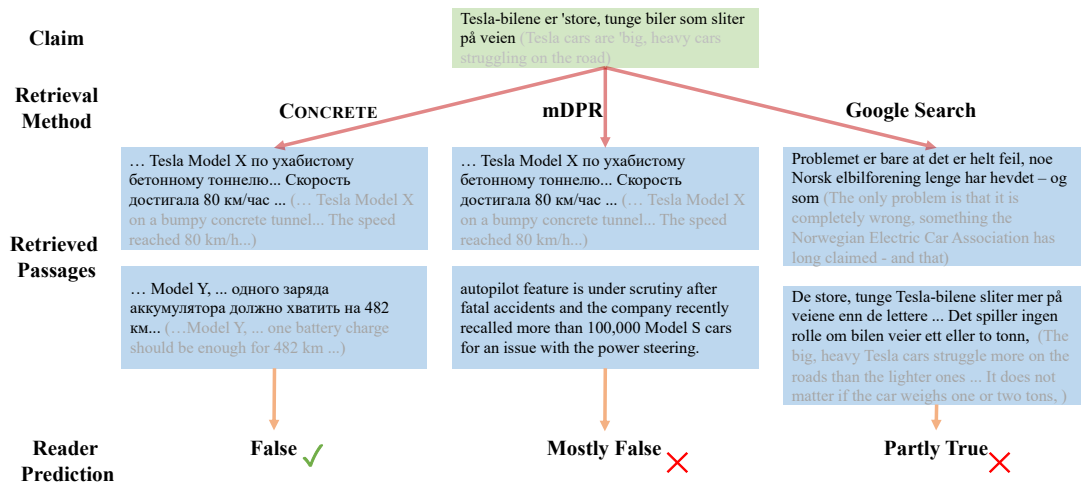 Claim
Tesla-bilene er 'store, tunge biler som sliter
på veien (Tesla cars are 'big, heavy cars
struggling on the road)
Retrieval
Method
CONCRETE
mDPR
Google Search
Retrieved
Passages
… Tesla Model X по ухабистому
бетонному тоннелю... Скорость
достигала 80 км/час ... (… Tesla Model X
on a bumpy concrete tunnel... The speed
reached 80 km/h...)
… Tesla Model X по ухабистому
бетонному тоннелю... Скорость
достигала 80 км/час ... (… Tesla Model X
on a bumpy concrete tunnel... The speed
reached 80 km/h...)
Problemet er bare at det er helt feil, noe
Norsk elbilforening lenge har hevdet – og
som (The only problem is that it is
completely wrong, something the
Norwegian Electric Car Association has
long claimed - and that)
… Model Y, ... одного заряда
аккумулятора должно хватить на 482
км... (…Model Y, ... one battery charge
should be enough for 482 km ...)
autopilot feature is under scrutiny after
fatal accidents and the company recently
recalled more than 100,000 Model S cars
for an issue with the power steering.
De store, tunge Tesla-bilene sliter mer på
veiene enn de lettere ... Det spiller ingen
rolle om bilen veier ett eller to tonn, (The
big, heavy Tesla cars struggle more on the
roads than the lighter ones ... It does not
matter if the car weighs one or two tons, )
Reader
Prediction
False
Mostly False
Partly True